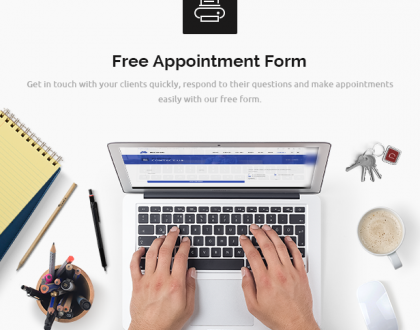 Free Appointment Form
Get in touch with your clients quickly, respond to their questions and make appointments
easily with our free form.